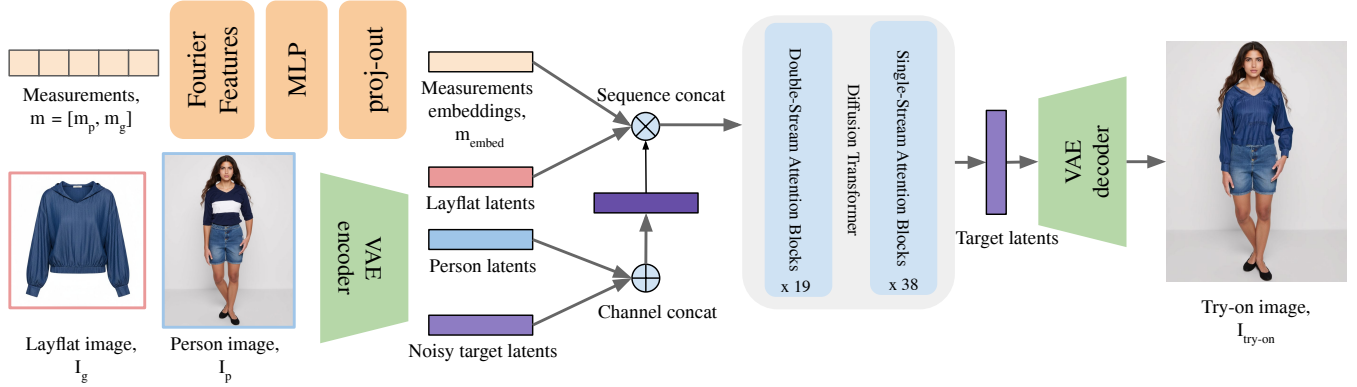 Measurements,
m = [m_p, m_g]
Fourier
Features
MLP
proj-out
Measurements
embeddings,
m_embed
Sequence concat
Layflat latents
Person latents
Noisy target latents
Channel concat
VAE
encoder
Layflat image,
I_g
Person image,
I_p
Double-Stream Attention Blocks
x 19
Diffusion Transformer
Single-Stream Attention Blocks
x 38
Target latents
VAE
decoder
Try-on image,
I_try-on